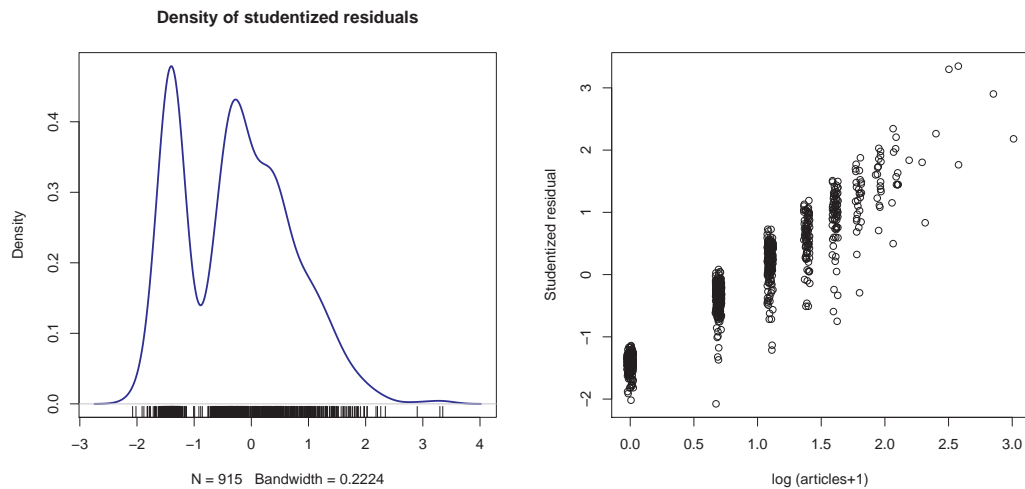 Density of studentized residuals
Density
0.0
0.1
0.2
0.3
0.4
−3 −2 −1 0 1 2 3 4
N = 915 Bandwidth = 0.2224
Studentized residual
3
2
1
0
−1
−2
0.0 0.5 1.0 1.5 2.0 2.5 3.0
log (articles+1)